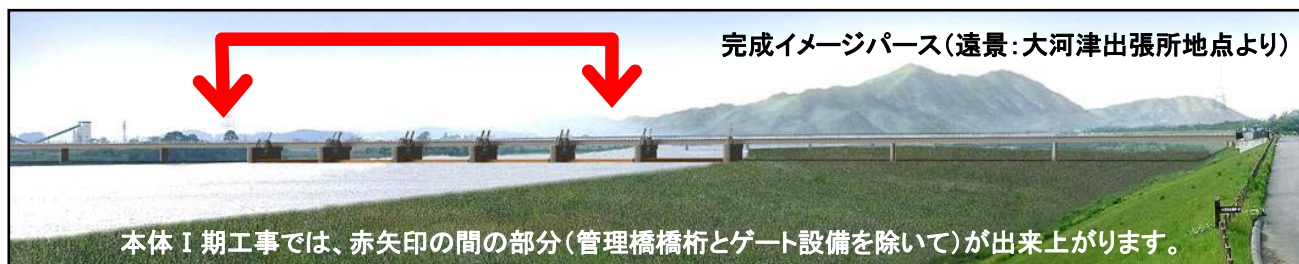 完成イメージパース（遠景：大河津出張所地点より）
本体Ⅰ期工事では、赤矢印の間の部分（管理橋橋桁とゲート設備を除いて）が出来上がります。